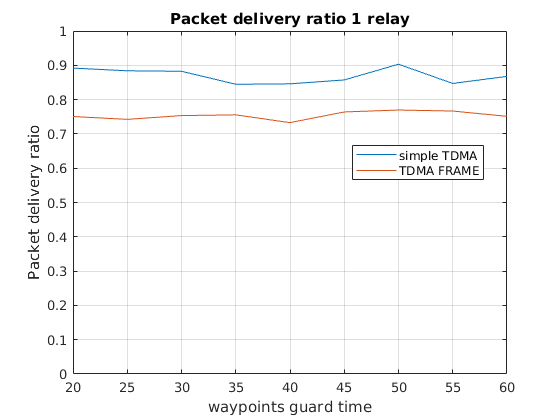 Packet delivery ratio 1 relay
1
0.9
0.8
0.7
0.6
0.5
0.4
0.3
0.2
0.1
0
Packet delivery ratio
simple TDMA
TDMA FRAME
20 25 30 35 40 45 50 55 60
waypoints guard time